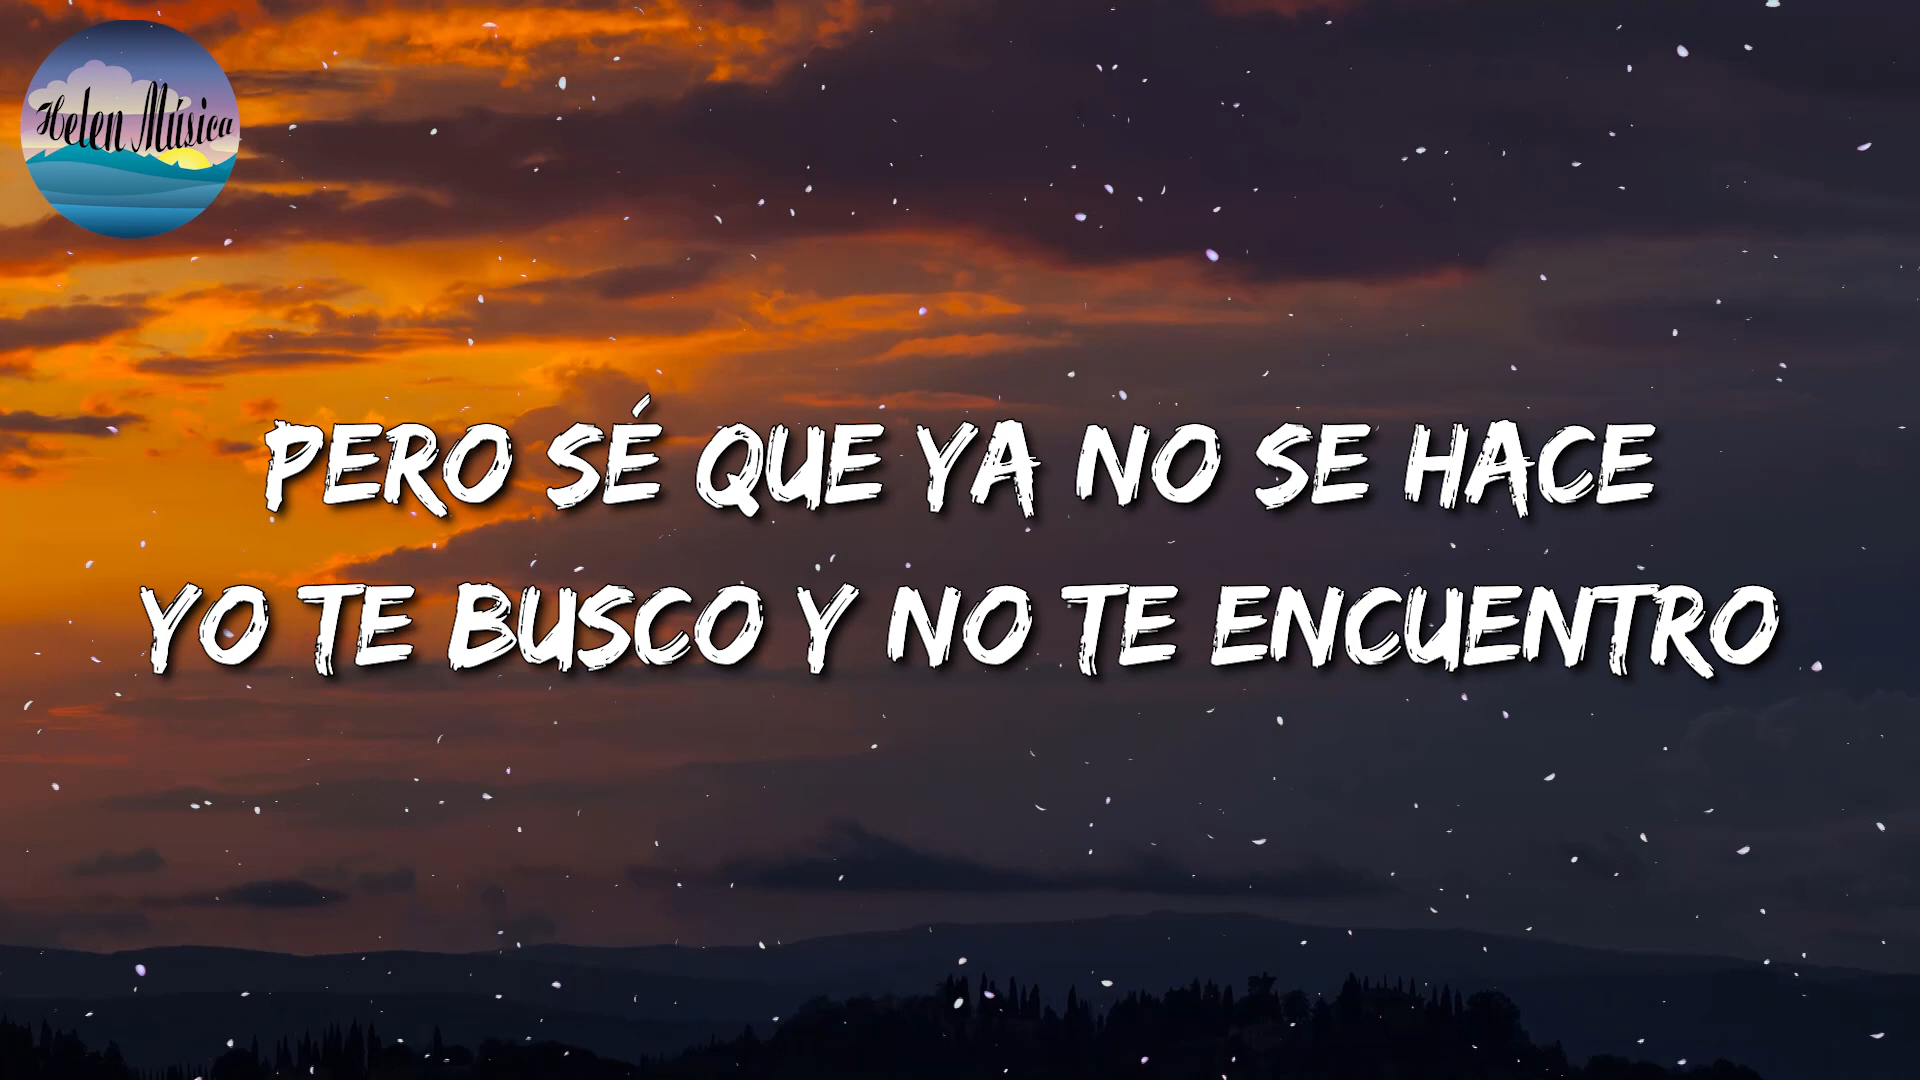 Helen Música
PERO SÉ QUE YA NO SE HACE
YO TE BUSCO Y NO TE ENCUENTRO